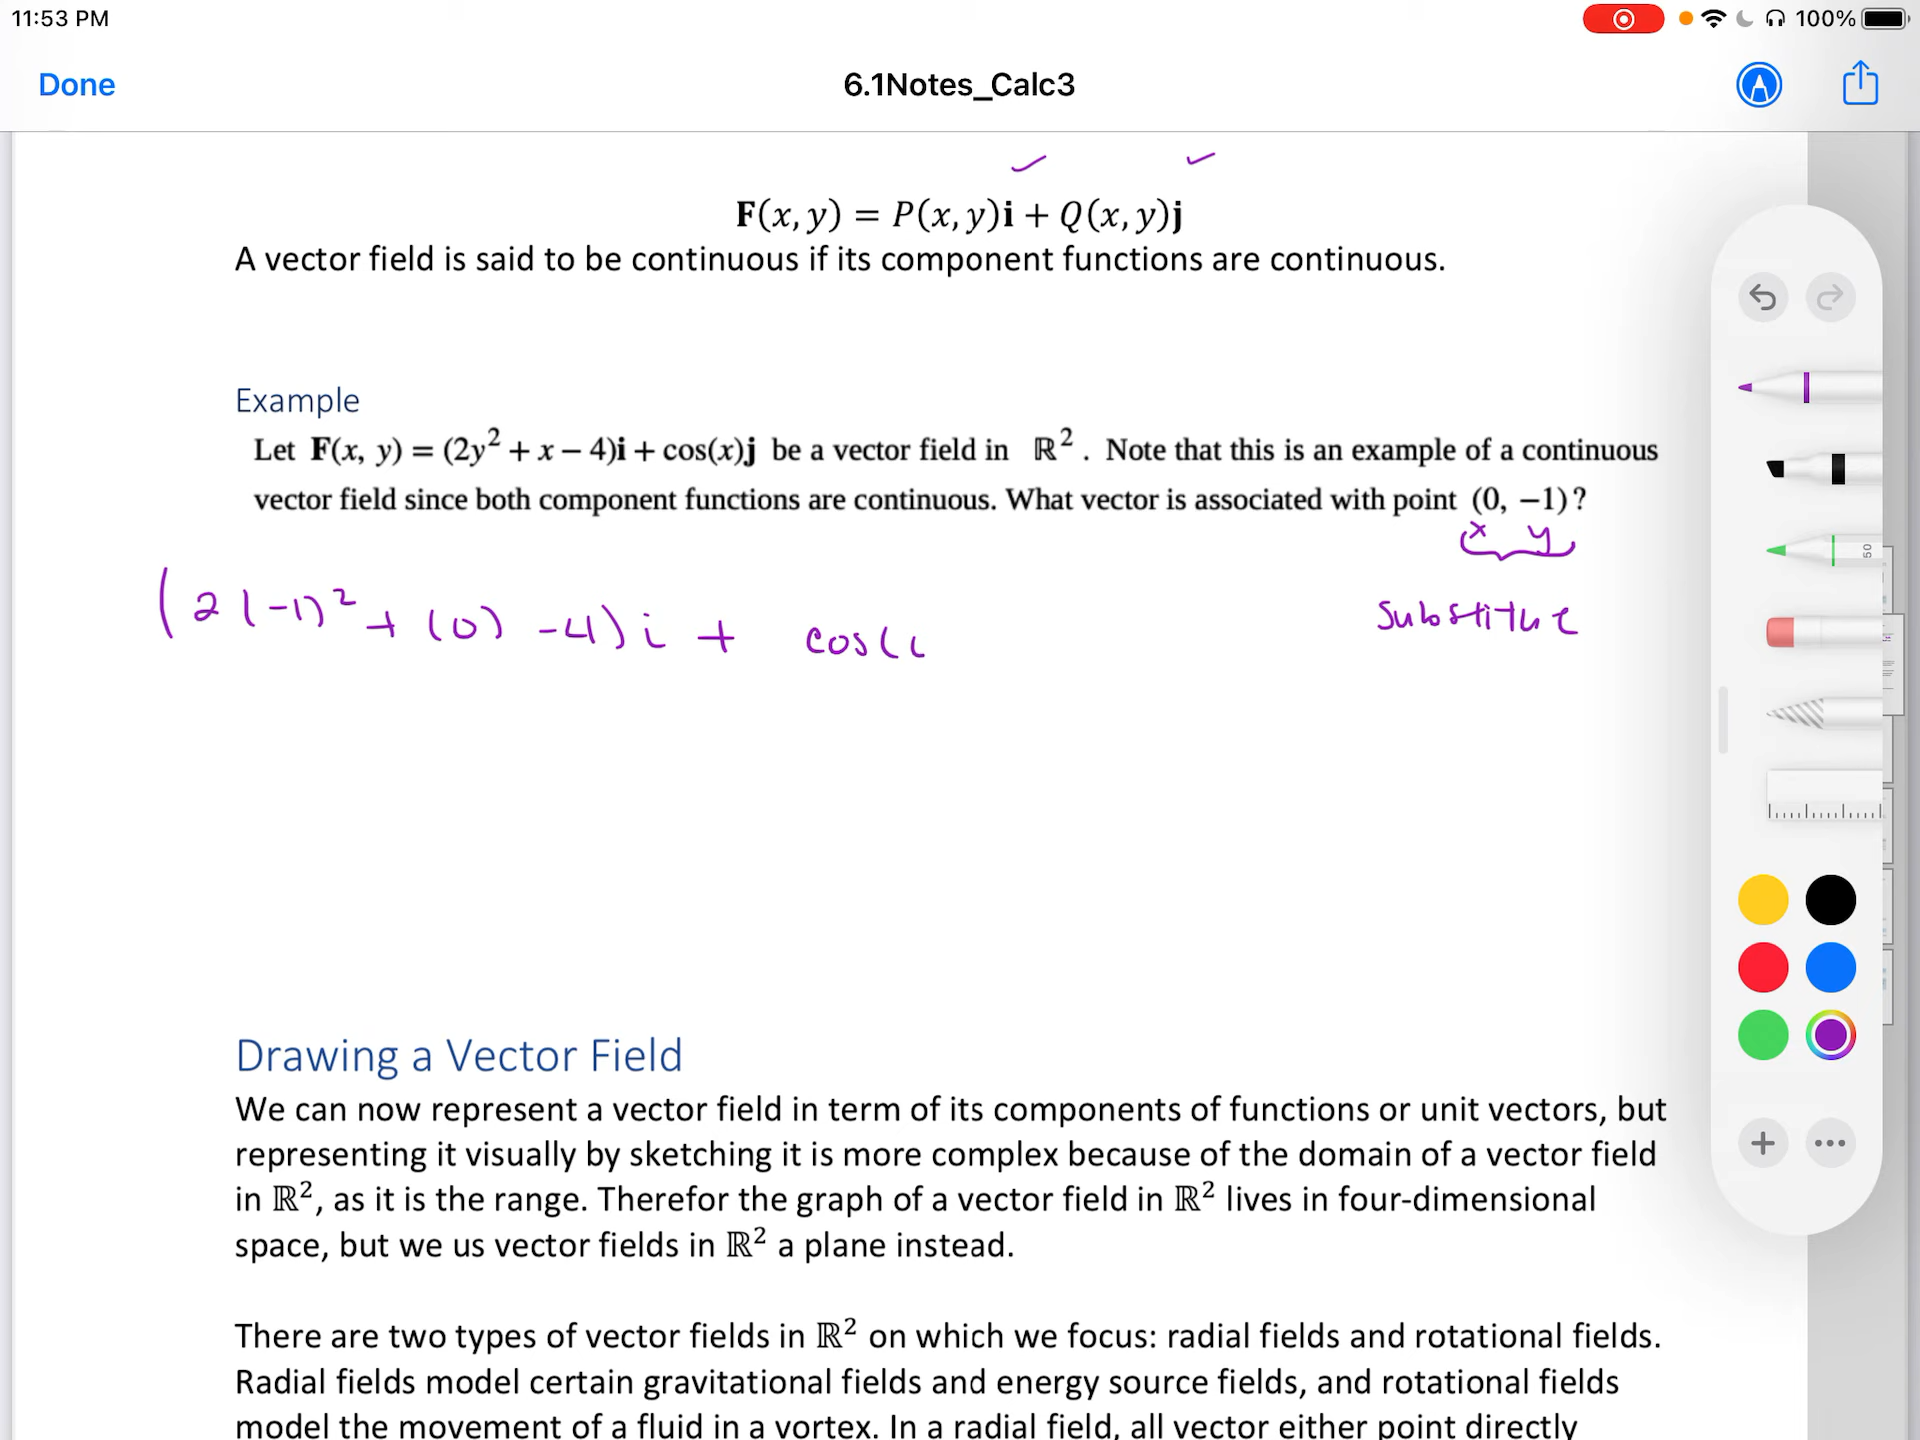 11:53 PM
100%
Done
6.1Notes_Calc3
F(x, y) = P(x, y)i + Q(x, y)j
A vector field is said to be continuous if its component functions are continuous.
Example
Let F(x, y) = (2y² + x – 4)i + cos(x)j be a vector field in ℝ². Note that this is an example of a continuous
vector field since both component functions are continuous. What vector is associated with point (0, –1)?
x y
(2(-1)² + (0) -4)i + cos((
Substitute
50
Drawing a Vector Field
We can now represent a vector field in term of its components of functions or unit vectors, but
representing it visually by sketching it is more complex because of the domain of a vector field
in ℝ², as it is the range. Therefor the graph of a vector field in ℝ² lives in four-dimensional
space, but we us vector fields in ℝ² a plane instead.
There are two types of vector fields in ℝ² on which we focus: radial fields and rotational fields.
Radial fields model certain gravitational fields and energy source fields, and rotational fields
model the movement of a fluid in a vortex. In a radial field, all vector either point directly